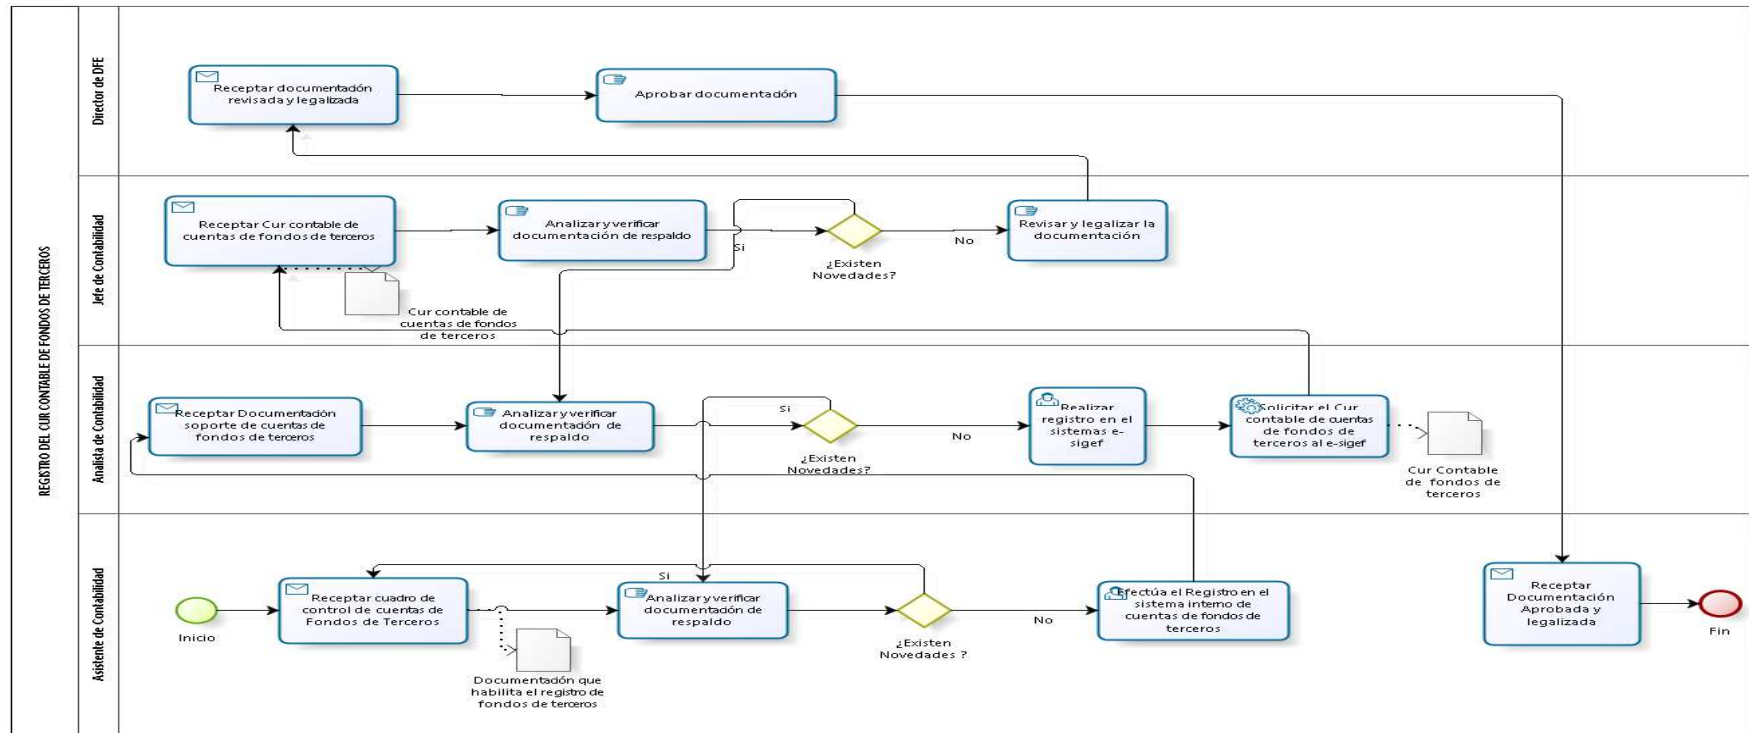 REGISTRO DEL CUR CONTABLE DE FONDOS DE TERCEROS
Director de DFE
Receptar documentación
revisada y legalizada
Aprobar documentación
Jefe de Contabilidad
Receptar Cur contable de
cuentas de fondos de terceros
Analizar y verificar
documentación de respaldo
Si
¿Existen
Novedades?
No
Revisar y legalizar la
documentación
Cur contable de
cuentas de fondos
de terceros
Analista de Contabilidad
Receptar Documentación
soporte de cuentas de
fondos de terceros
Analizar y verificar
documentación de
respaldo
Si
¿Existen
Novedades?
No
Realizar
registro en el
sistemas e-
sigef
Solicitar el Cur
contable de cuentas
de fondos de
terceros al e-sigef
Cur Contable
de fondos de
terceros
Asistente de Contabilidad
Inicio
Receptar cuadro de
control de cuentas de
Fondos de Terceros
Documentación que
habilita el registro de
fondos de terceros
Si
Analizar y verificar
documentación de
respaldo
¿Existen
Novedades ?
No
Efectúa el Registro en el
sistema interno de
cuentas de fondos de
terceros
Receptar
Documentación
Aprobada y
legalizada
Fin